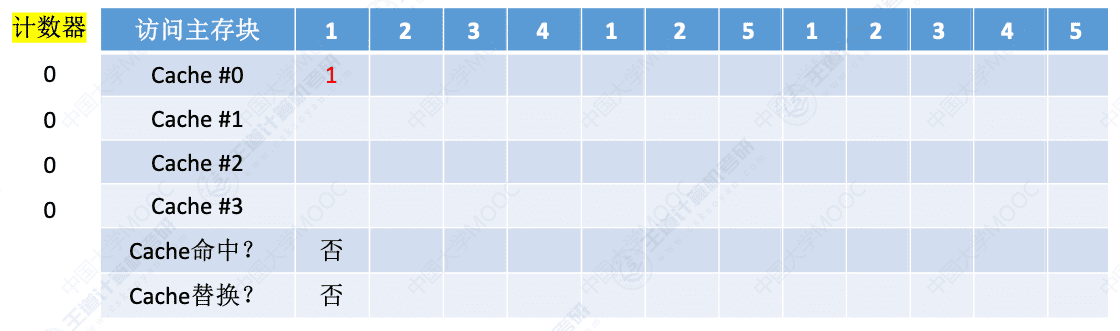 计数器 访问主存块 1 2 3 4 1 2 5 1 2 3 4 5
0 Cache #0 1
0 Cache #1
0 Cache #2
0 Cache #3
Cache命中? 否
Cache替换? 否
中国大学MOOC
王道计算机考研